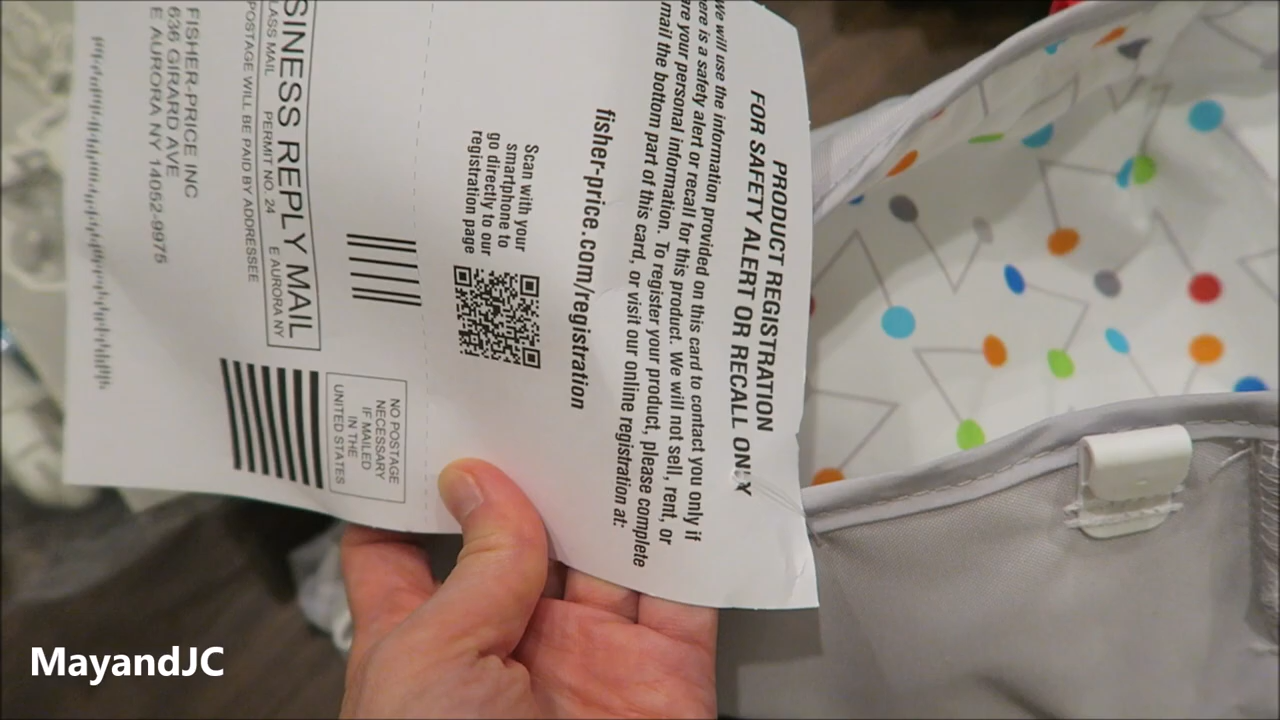 PRODUCT REGISTRATION
FOR SAFETY ALERT OR RECALL ONLY
We will use the information provided on this card to contact you only if
there is a safety alert or recall for this product. We will not sell, rent, or
your personal information. To register your product, please complete
mail the bottom part of this card, or visit our online registration at:
fisher-price.com/registration
Scan with your
smartphone to
go directly to our
registration page
NO POSTAGE
NECESSARY
IF MAILED
IN THE
UNITED STATES
SINESS REPLY MAIL
LASS MAIL PERMIT NO. 24 E AURORA NY
POSTAGE WILL BE PAID BY ADDRESSEE
FISHER-PRICE INC
636 GIRARD AVE
E AURORA NY 14052-9975
MayandJC